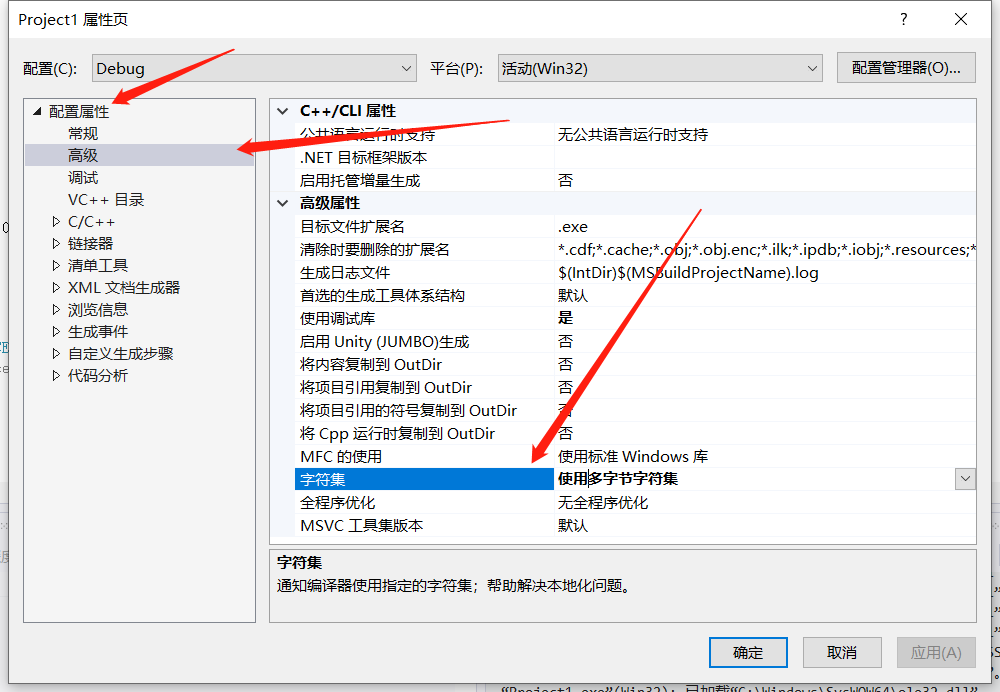 Project1 属性页
?
配置(C):
Debug
平台(P):
活动(Win32)
配置管理器(O)...
配置属性
常规
高级
调试
VC++ 目录
C/C++
链接器
清单工具
XML 文档生成器
浏览信息
生成事件
自定义生成步骤
代码分析
C++/CLI 属性
公共语言运行时支持 无公共语言运行时支持
.NET 目标框架版本
启用托管增量生成 否
高级属性
目标文件扩展名 .exe
清除时要删除的扩展名 *.cdf;*.cache;*.obj;*.obj.enc;*.ilk;*.ipdb;*.iobj;*.resources;*
生成日志文件 $(IntDir)$(MSBuildProjectName).log
首选的生成工具体系结构 默认
使用调试库 是
启用 Unity (JUMBO)生成 否
将内容复制到 OutDir 否
将项目引用复制到 OutDir 否
将项目引用的符号复制到 OutDir 否
将 Cpp 运行时复制到 OutDir 否
MFC 的使用 使用标准 Windows 库
字符集 使用多字节字符集
全程序优化 无全程序优化
MSVC 工具集版本 默认
字符集
通知编译器使用指定的字符集；帮助解决本地化问题。
确定
取消
应用(A)
“Project1.exe”(Win32): 已加载“C:\Windows\SysWOW64\ole32.dll”